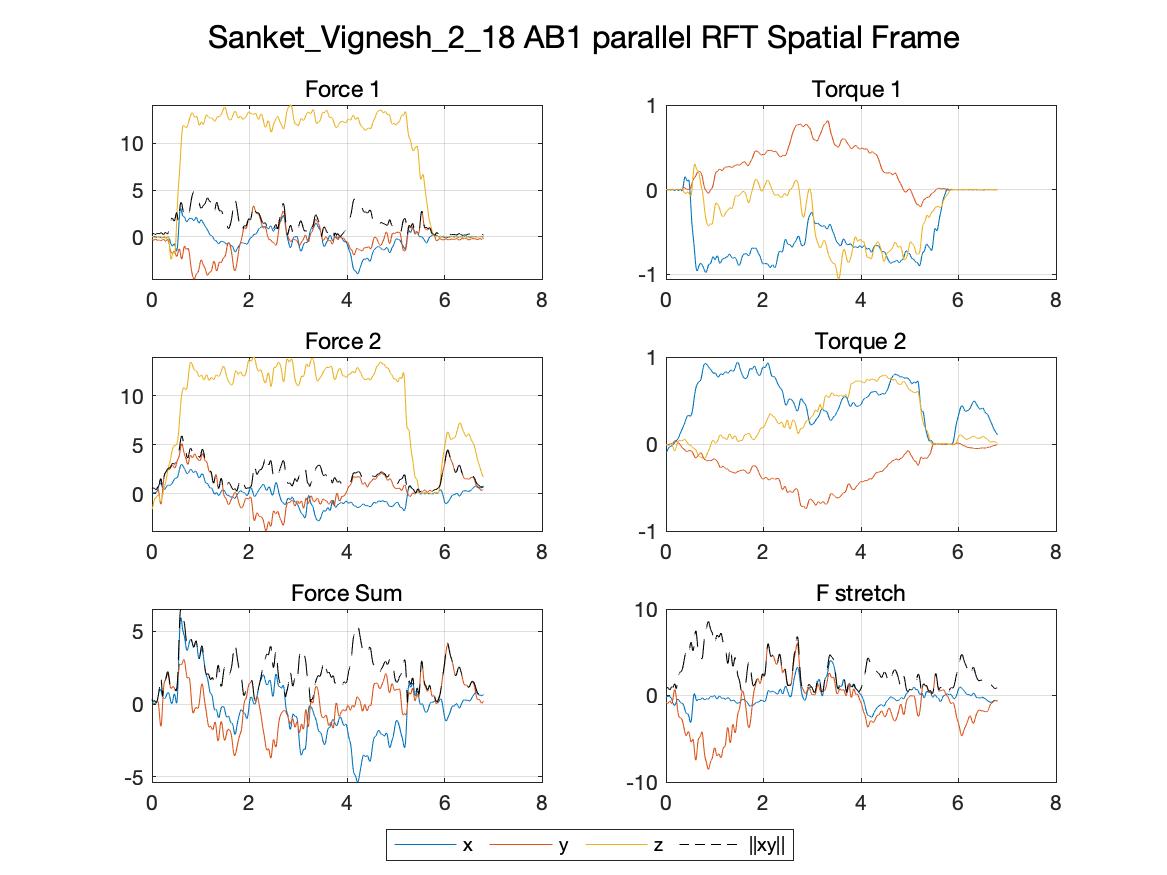 Sanket_Vignesh_2_18 AB1 parallel RFT Spatial Frame
Force 1
10
5
0
0 2 4 6 8
Torque 1
1
0
-1
0 2 4 6 8
Force 2
10
5
0
0 2 4 6 8
Torque 2
1
0
-1
0 2 4 6 8
Force Sum
5
0
-5
0 2 4 6 8
F stretch
10
0
-10
0 2 4 6 8
x y z ||xy||